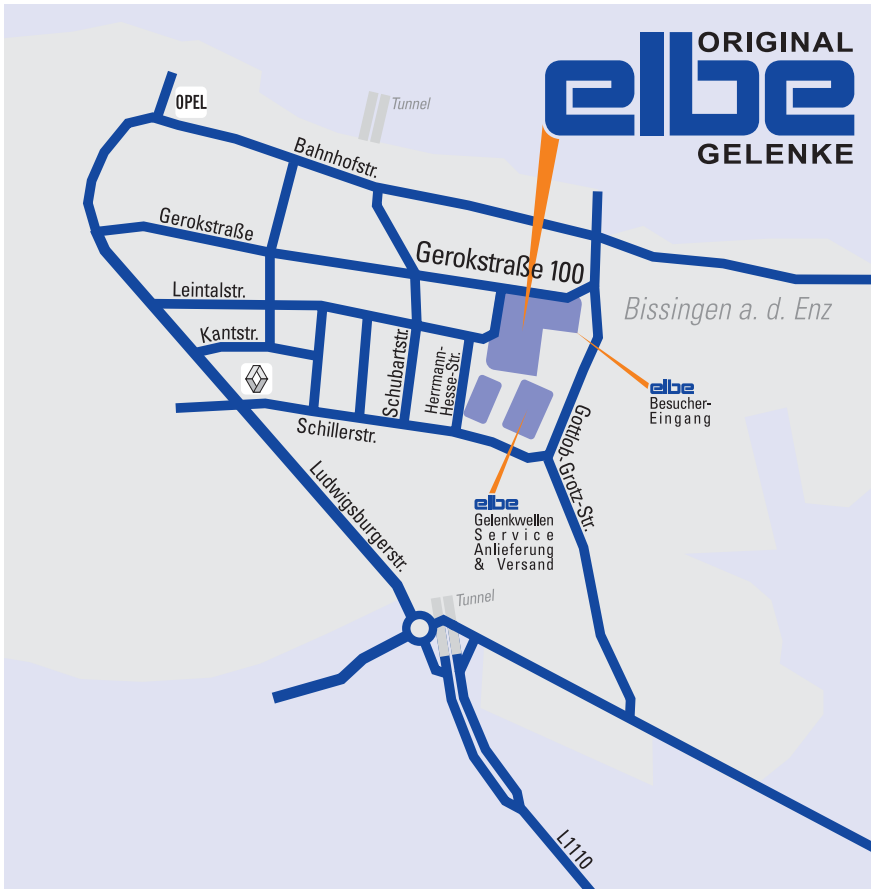 ORIGINAL
elbe
GELENKE
OPEL
Tunnel
Bahnhofstr.
Gerokstraße
Gerokstraße 100
Leintalstr.
Bissingen a. d. Enz
Kantstr.
Schubartstr.
Herrmann-
Hesse-Str.
elbe
Besucher-
Eingang
Schillerstr.
Gottlob-Grotz-Str.
Ludwigsburgerstr.
elbe
Gelenkwellen
Service
Anlieferung
& Versand
Tunnel
L1110